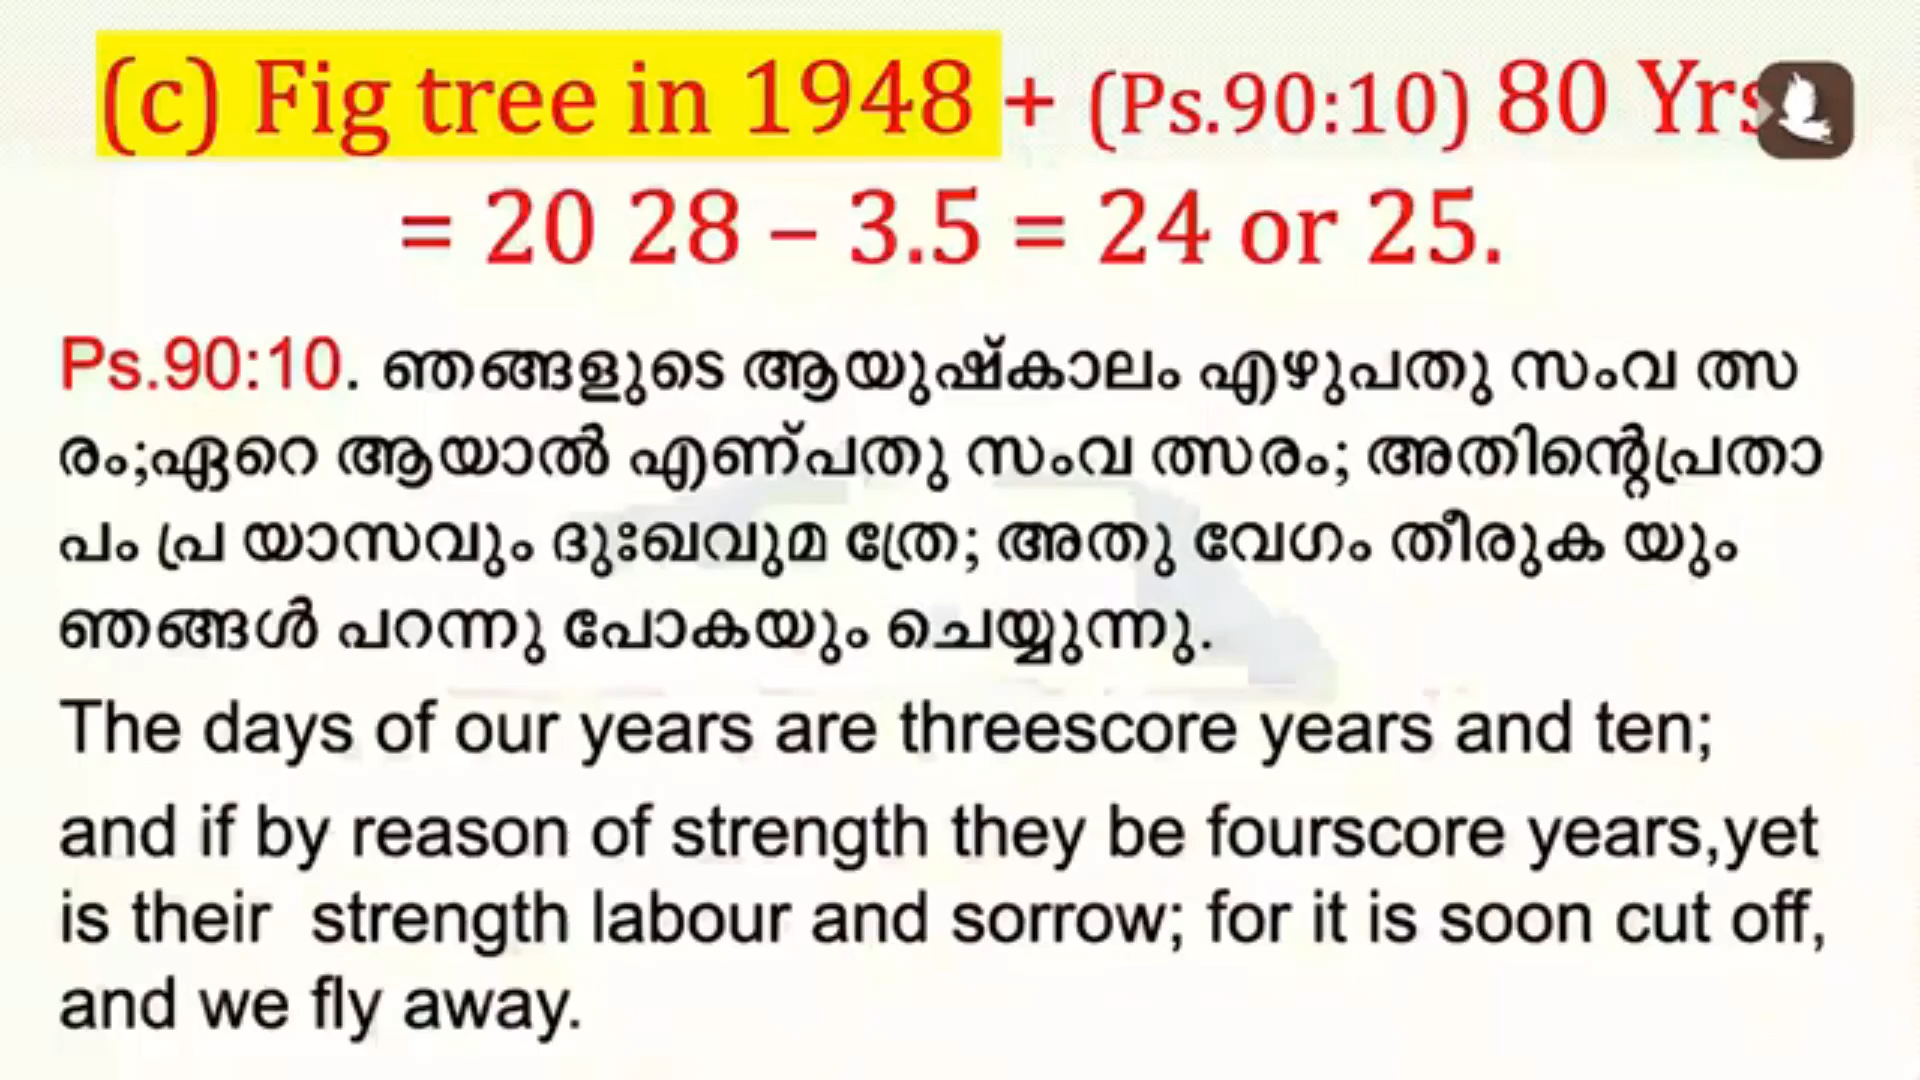 (c) Fig tree in 1948 + (Ps.90:10) 80 Yrs
= 20 28 – 3.5 = 24 or 25.
Ps.90:10. ഞങ്ങളുടെ ആയുഷ്കാലം എഴുപതു സംവ ത്സ
രം;ഏറെ ആയാൽ എണ്പതു സംവ ത്സരം; അതിന്റെപ്രതാ
പം പ്ര യാസവും ദുഃഖവുമ ത്രേ; അതു വേഗം തീരുക യും
ഞങ്ങൾ പറന്നു പോകയും ചെയ്യുന്നു.
The days of our years are threescore years and ten;
and if by reason of strength they be fourscore years,yet
is their  strength labour and sorrow; for it is soon cut off,
and we fly away.